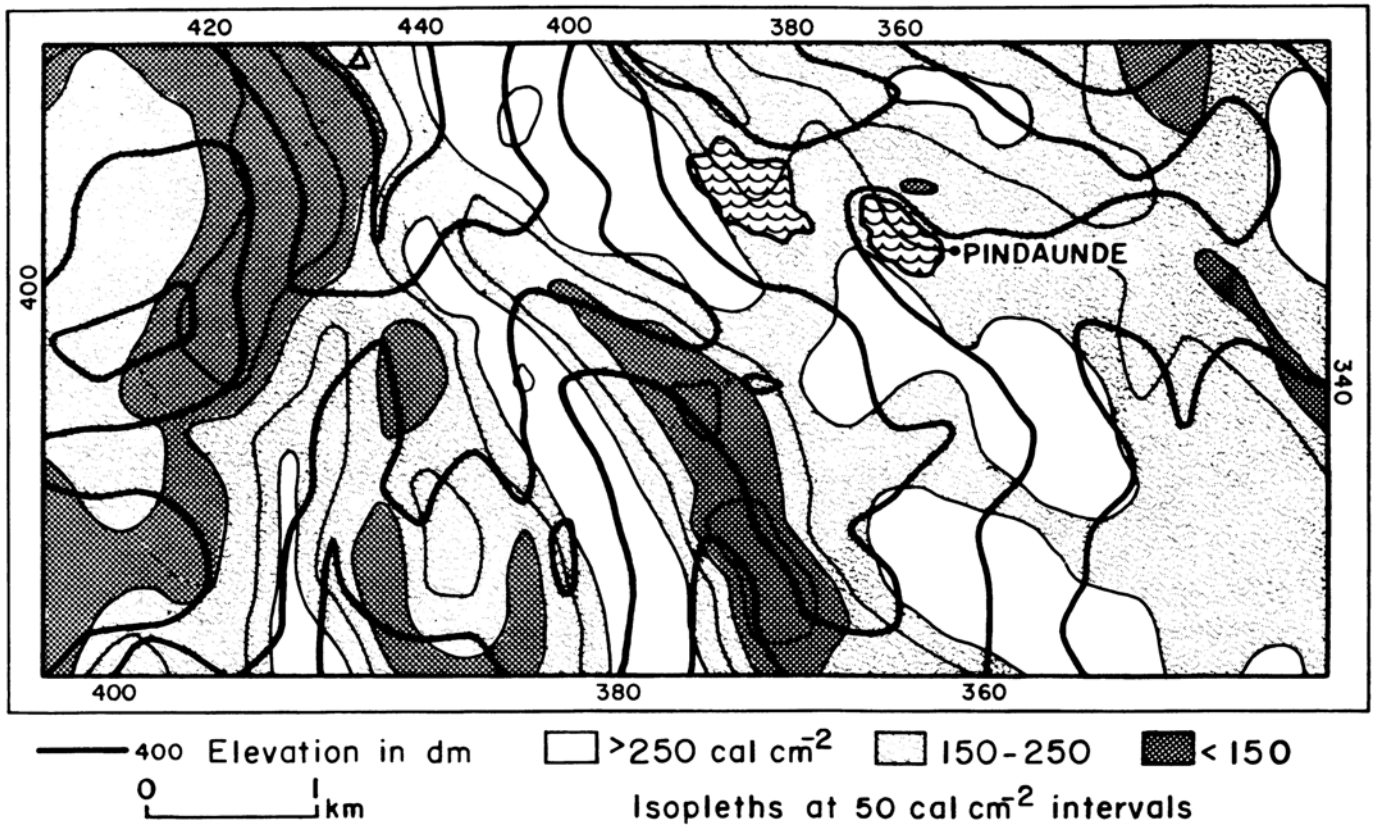 420 440 400 380 360
400
PINDAUNDE
340
400 380 360
400 Elevation in dm >250 cal cm⁻² 150-250 <150
0 1
km Isopleths at 50 cal cm⁻² intervals